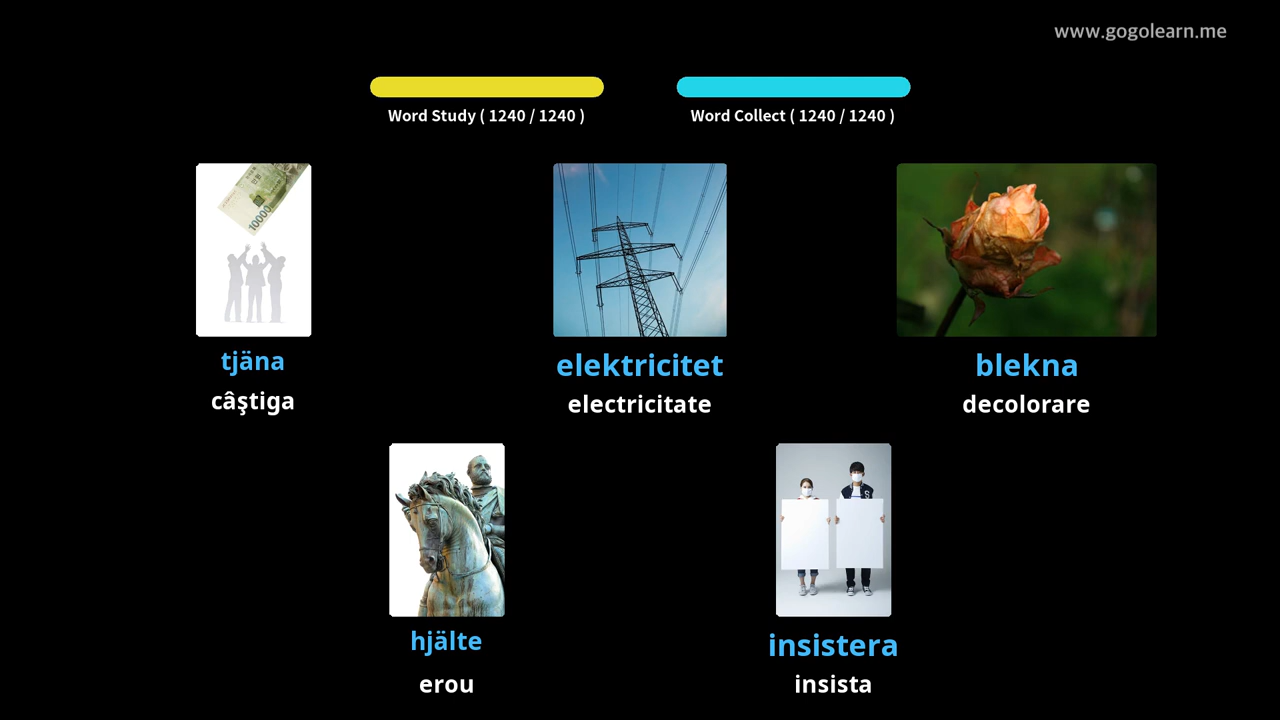 www.gogolearn.me
Word Study ( 1240 / 1240 )
Word Collect ( 1240 / 1240 )
10000
tjäna
elektricitet
blekna
câştiga
electricitate
decolorare
S
hjälte
insistera
erou
insista